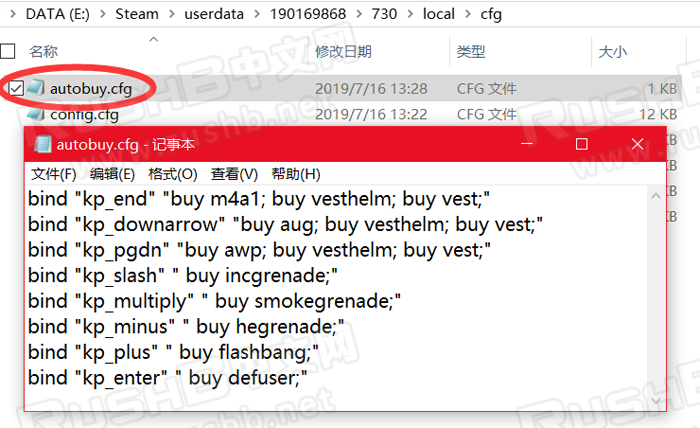 DATA (E:) › Steam › userdata › 190169868 › 730 › local › cfg
名称 修改日期 类型 大小
autobuy.cfg 2019/7/16 13:28 CFG 文件 1 KB
config.cfg 2019/7/16 13:22 CFG 文件 12 KB
autobuy.cfg - 记事本
文件(F) 编辑(E) 格式(O) 查看(V) 帮助(H)
bind "kp_end" "buy m4a1; buy vesthelm; buy vest;"
bind "kp_downarrow" "buy aug; buy vesthelm; buy vest;"
bind "kp_pgdn" "buy awp; buy vesthelm; buy vest;"
bind "kp_slash" " buy incgrenade;"
bind "kp_multiply" " buy smokegrenade;"
bind "kp_minus" " buy hegrenade;"
bind "kp_plus" " buy flashbang;"
bind "kp_enter" " buy defuser;"
KB
KB
KB
KB
RUSHB中文网
www.rushb.net